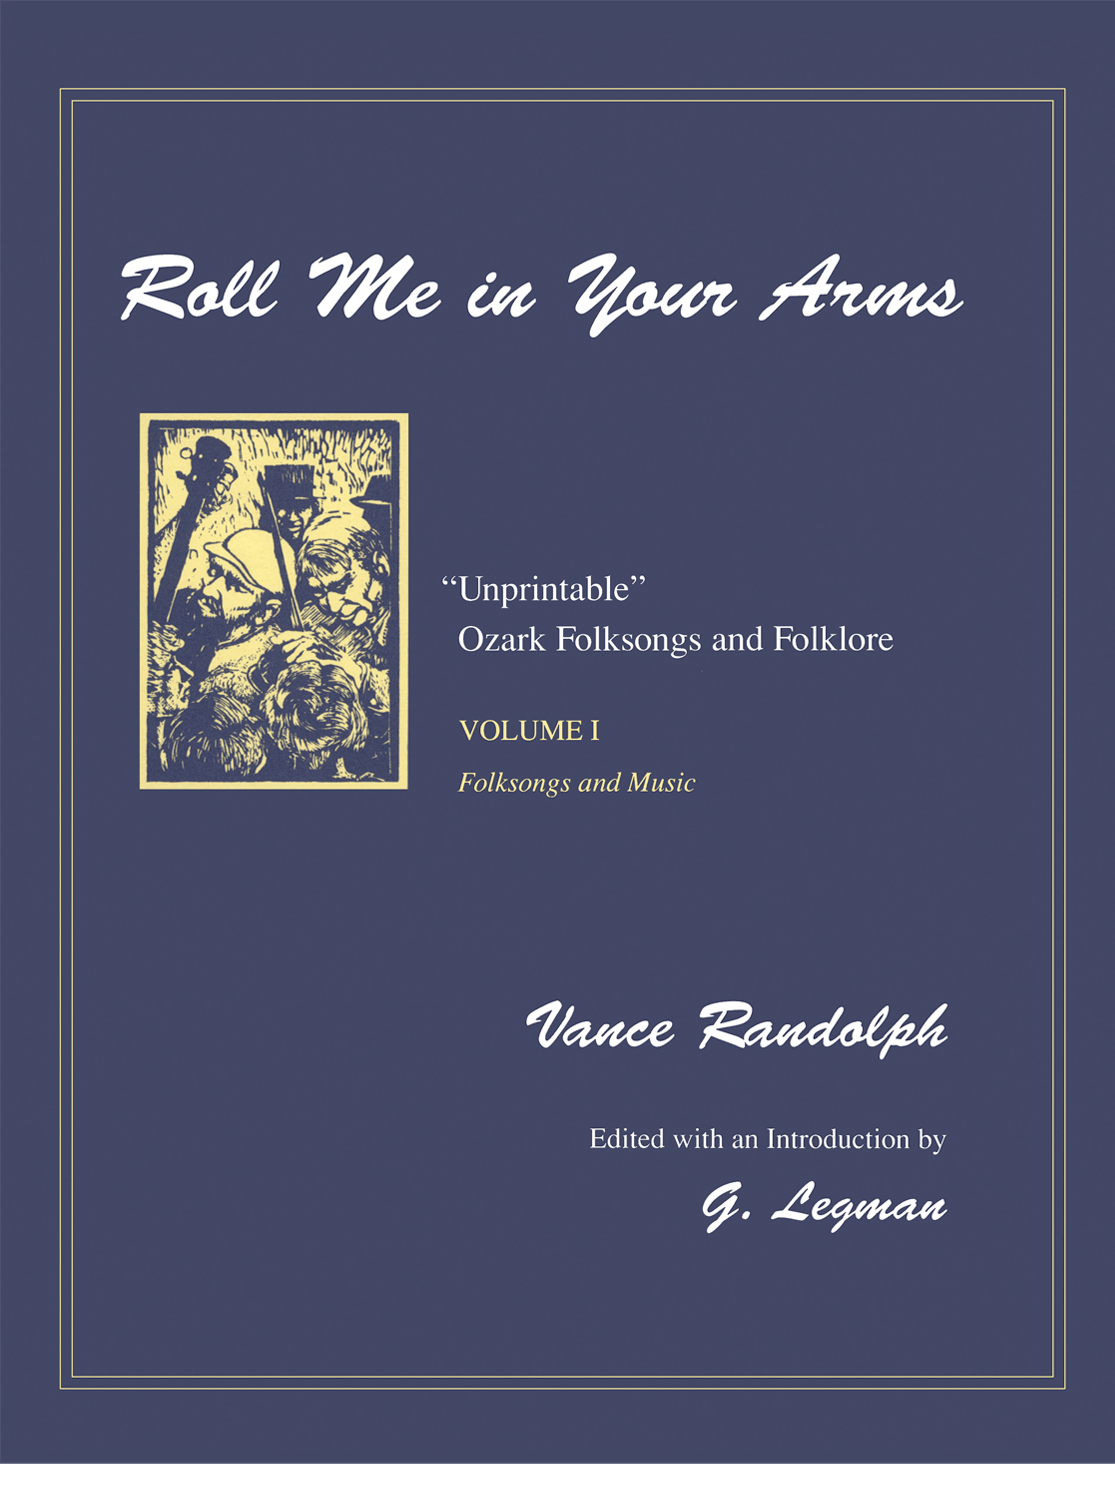 Roll Me in Your Arms
“Unprintable”
Ozark Folksongs and Folklore
VOLUME I
Folksongs and Music
Vance Randolph
Edited with an Introduction by
G. Legman